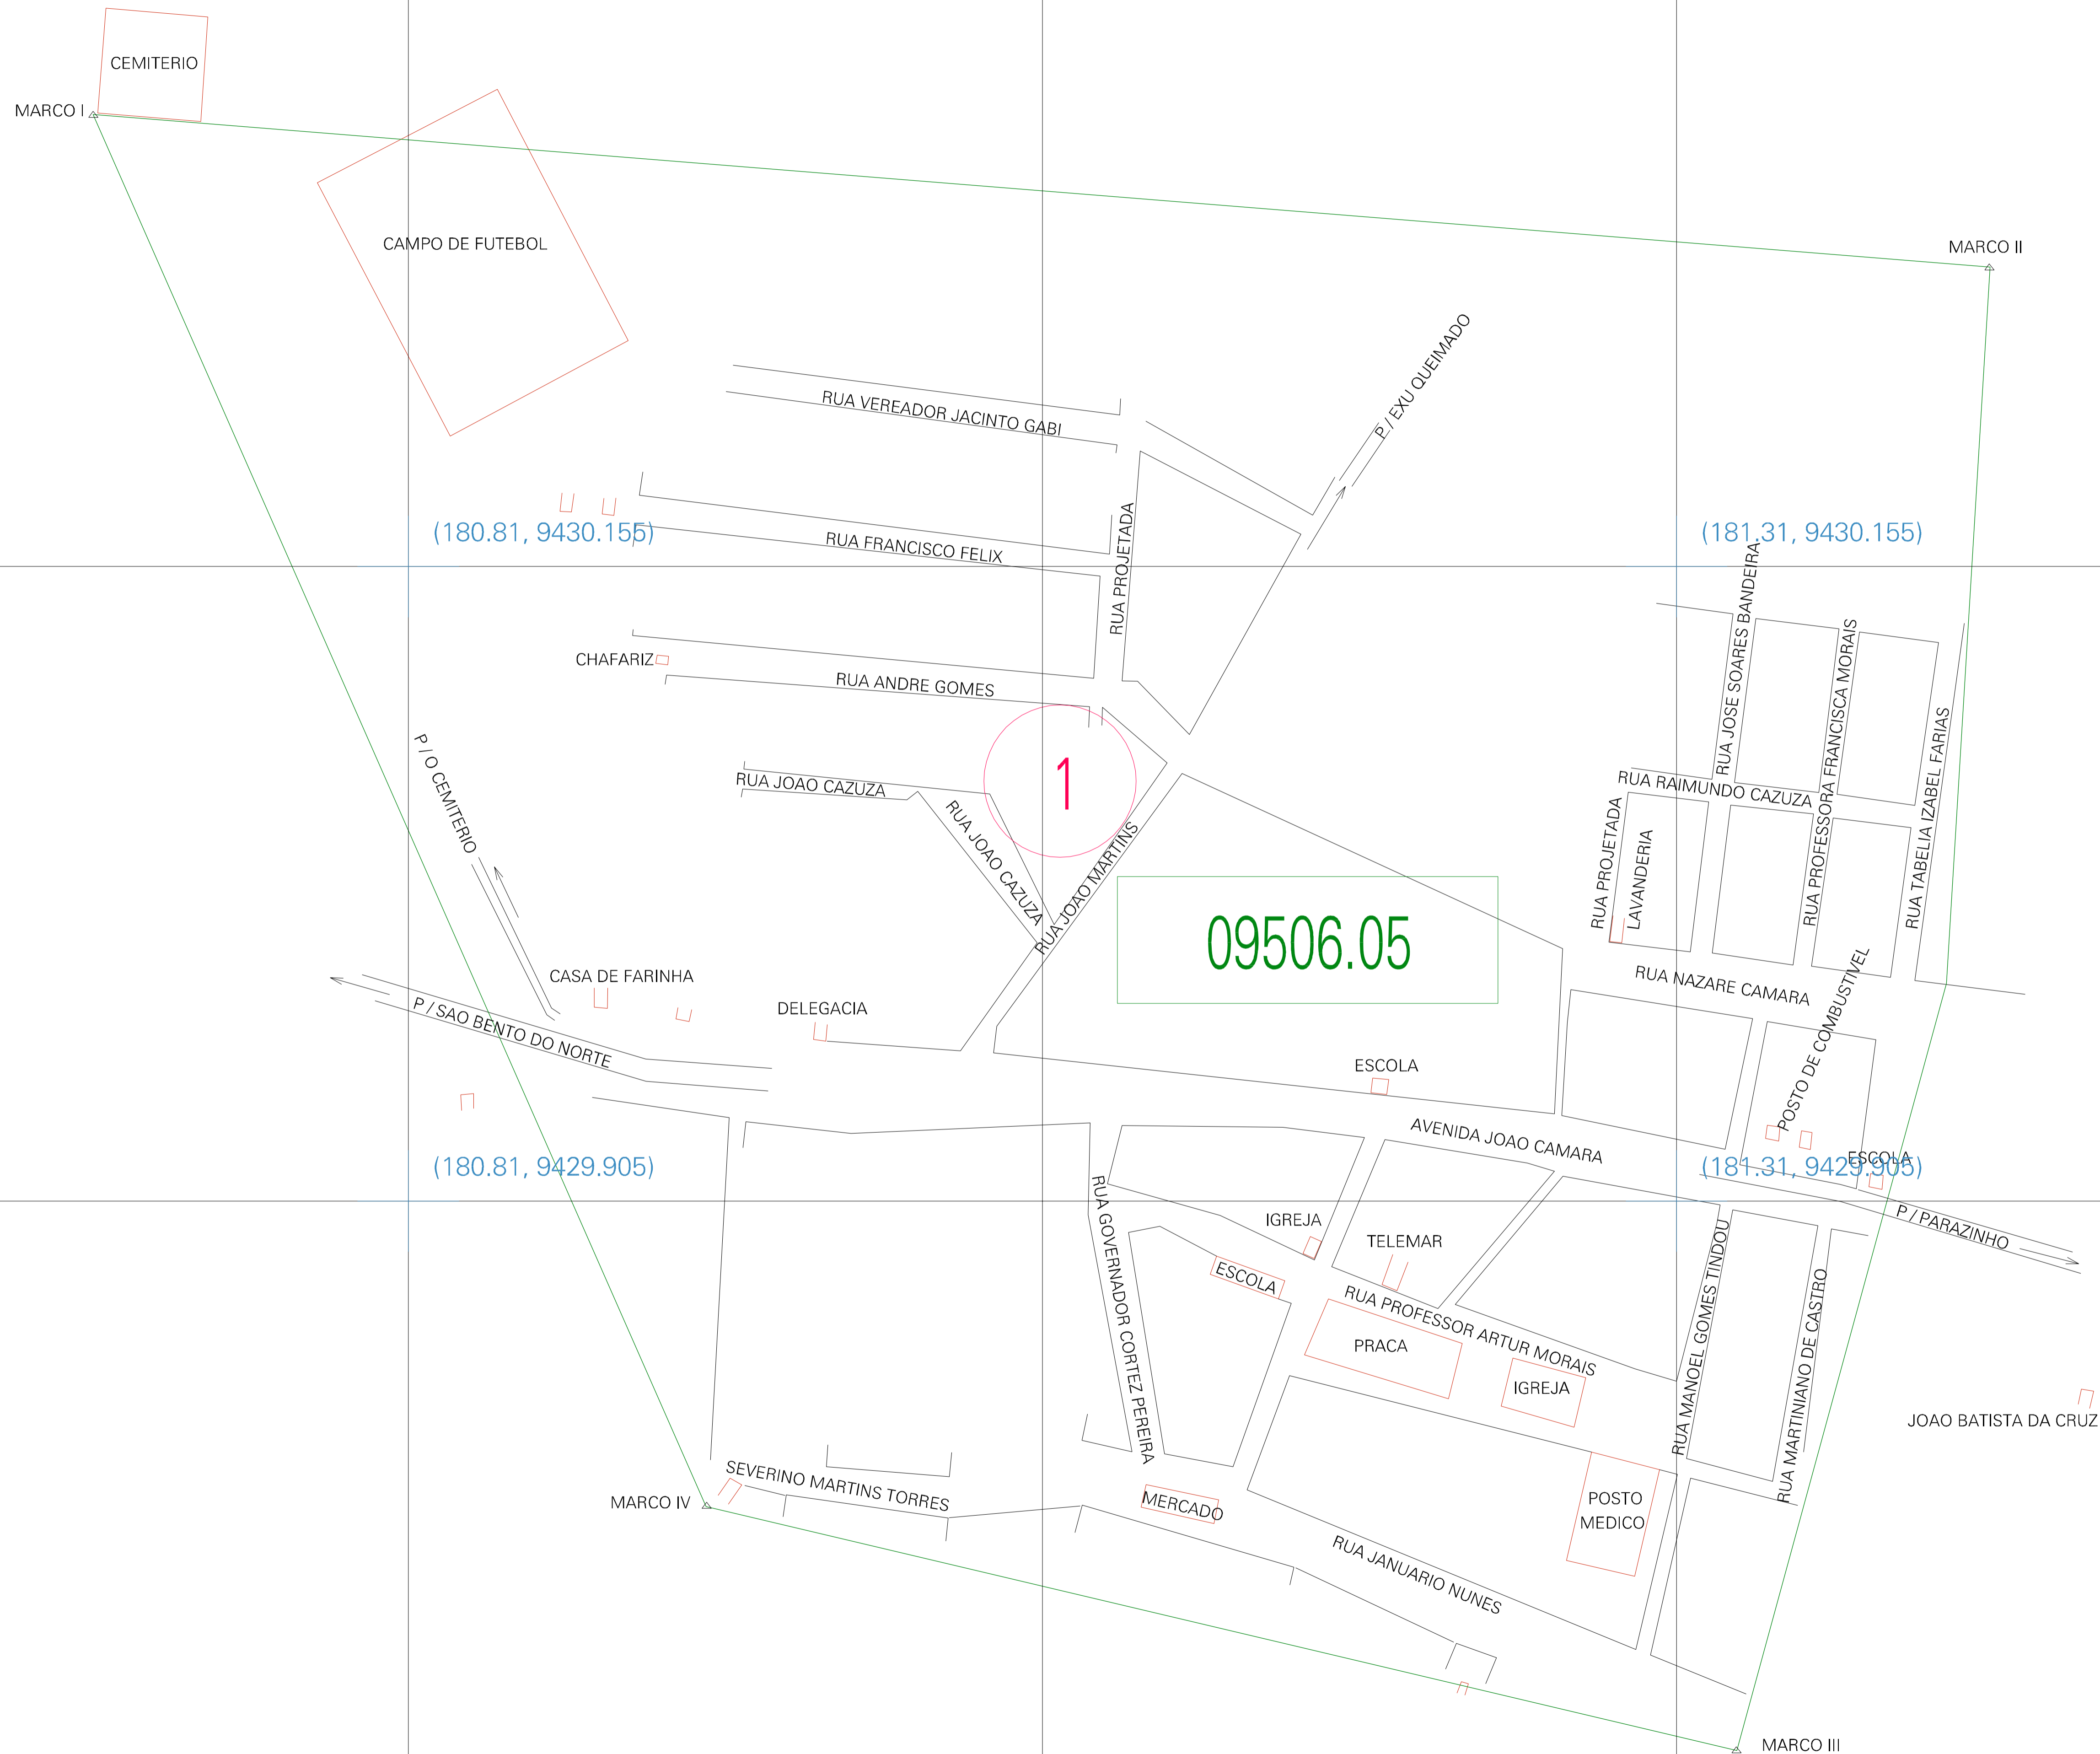 CEMITERIO
MARCO I
CAMPO DE FUTEBOL
MARCO II
P / EXU QUEIMADO
RUA VEREADOR JACINTO GABI
(180.81, 9430.155)
(181.31, 9430.155)
RUA FRANCISCO FELIX
RUA PROJETADA
RUA JOSE SOARES BANDEIRA
RUA PROFESSORA FRANCISCA MORAIS
CHAFARIZ
RUA ANDRE GOMES
RUA TABELIA IZABEL FARIAS
P / O CEMITERIO
1
RUA JOAO CAZUZA
RUA RAIMUNDO CAZUZA
RUA JOAO CAZUZA
RUA JOAO MARTINS
RUA PROJETADA
LAVANDERIA
09506.05
CASA DE FARINHA
RUA NAZARE CAMARA
POSTO DE COMBUSTIVEL
DELEGACIA
P / SAO BENTO DO NORTE
ESCOLA
AVENIDA JOAO CAMARA
(180.81, 9429.905)
ESCOLA
(181.31, 9429.905)
RUA GOVERNADOR CORTEZ PEREIRA
IGREJA
P / PARAZINHO
TELEMAR
ESCOLA
RUA PROFESSOR ARTUR MORAIS
RUA MANOEL GOMES TINDOU
RUA MARTINIANO DE CASTRO
PRACA
IGREJA
JOAO BATISTA DA CRUZ
SEVERINO MARTINS TORRES
MARCO IV
MERCADO
POSTO
MEDICO
RUA JANUARIO NUNES
MARCO III